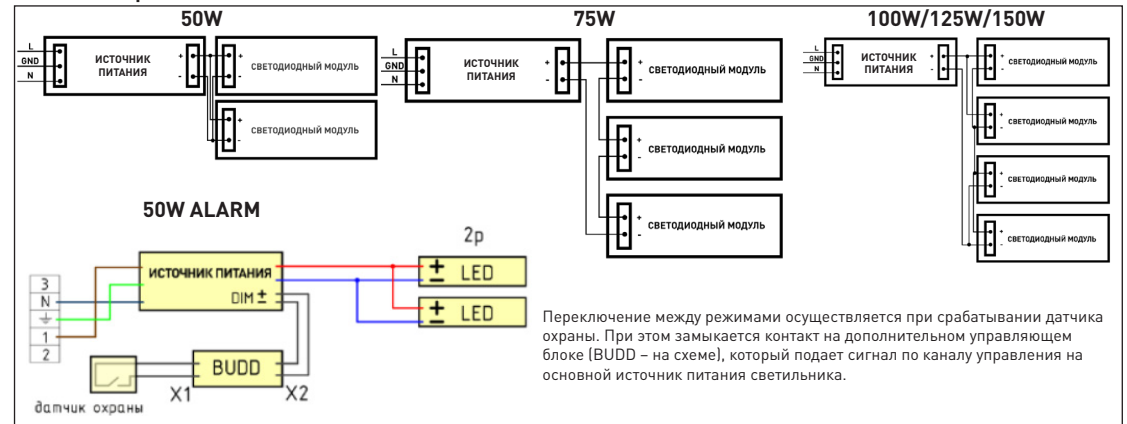 50W
L
GND
N
ИСТОЧНИК
ПИТАНИЯ
+
-
СВЕТОДИОДНЫЙ МОДУЛЬ
+
-
СВЕТОДИОДНЫЙ МОДУЛЬ
75W
L
GND
N
ИСТОЧНИК
ПИТАНИЯ
+
-
+
-
СВЕТОДИОДНЫЙ МОДУЛЬ
+
-
СВЕТОДИОДНЫЙ МОДУЛЬ
+
-
СВЕТОДИОДНЫЙ МОДУЛЬ
100W/125W/150W
L
GND
N
ИСТОЧНИК
ПИТАНИЯ
+
-
+
-
СВЕТОДИОДНЫЙ МОДУЛЬ
+
-
СВЕТОДИОДНЫЙ МОДУЛЬ
+
-
СВЕТОДИОДНЫЙ МОДУЛЬ
+
-
СВЕТОДИОДНЫЙ МОДУЛЬ
50W ALARM
3
N
1
2
ИСТОЧНИК ПИТАНИЯ
DIM ±
2р
± LED
± LED
BUDD
X1
X2
датчик охраны
Переключение между режимами осуществляется при срабатывании датчика
охраны. При этом замыкается контакт на дополнительном управляющем
блоке (BUDD – на схеме), который подает сигнал по каналу управления на
основной источник питания светильника.